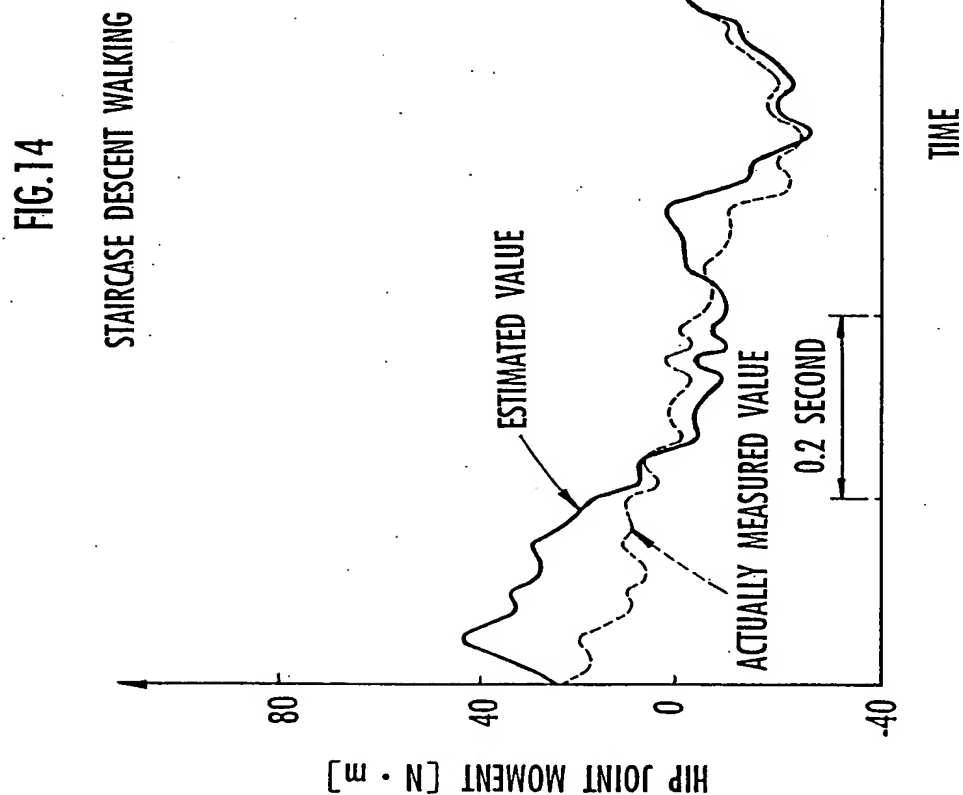 FIG.14
STAIRCASE DESCENT WALKING
HIP JOINT MOMENT [N · m]
80
40
0
-40
ESTIMATED VALUE
ACTUALLY MEASURED VALUE
0.2 SECOND
TIME